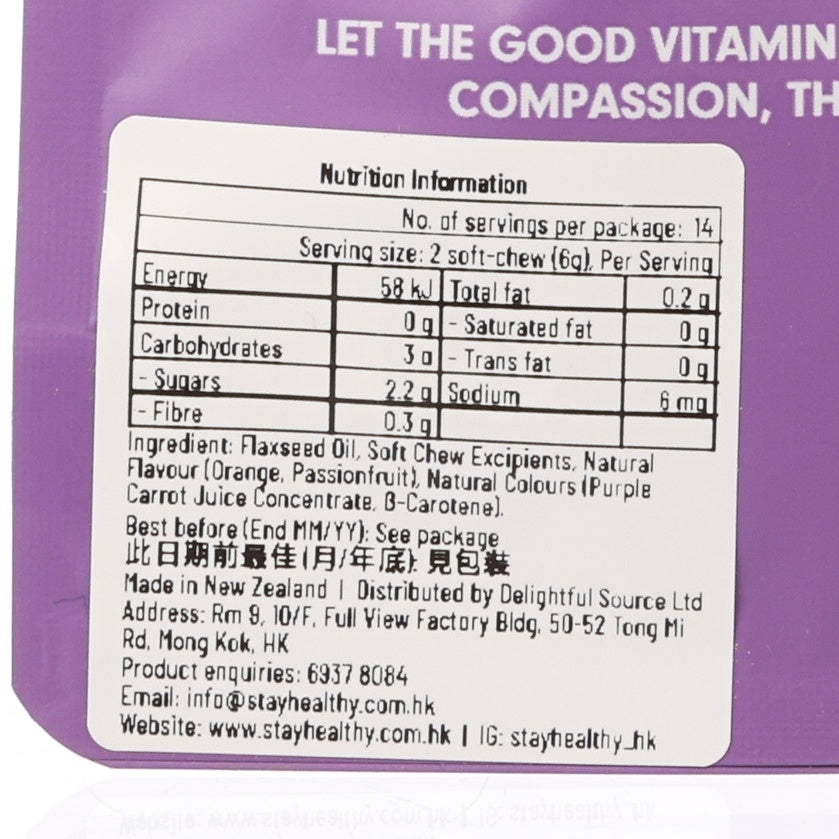 LET THE GOOD VITAMIN
COMPASSION, TH
Nutrition Information
No. of servings per package: 14
Serving size: 2 soft-chew (6g), Per Serving
Energy 58 kJ Total fat 0.2 g
Protein 0 g - Saturated fat 0 g
Carbohydrates 3 g - Trans fat 0 g
- Sugars 2.2 g Sodium 6 mg
- Fibre 0.3 g
Ingredient: Flaxseed Oil, Soft Chew Excipients, Natural
Flavour (Orange, Passionfruit), Natural Colours (Purple
Carrot Juice Concentrate, β-Carotene).
Best before (End MM/YY): See package
此日期前最佳(月/年底): 見包裝
Made in New Zealand | Distributed by Delightful Source Ltd
Address: Rm 9, 10/F, Full View Factory Bldg, 50-52 Tong Mi
Rd, Mong Kok, HK
Product enquiries: 6937 8084
Email: info@stayhealthy.com.hk
Website: www.stayhealthy.com.hk | IG: stayhealthy_hk